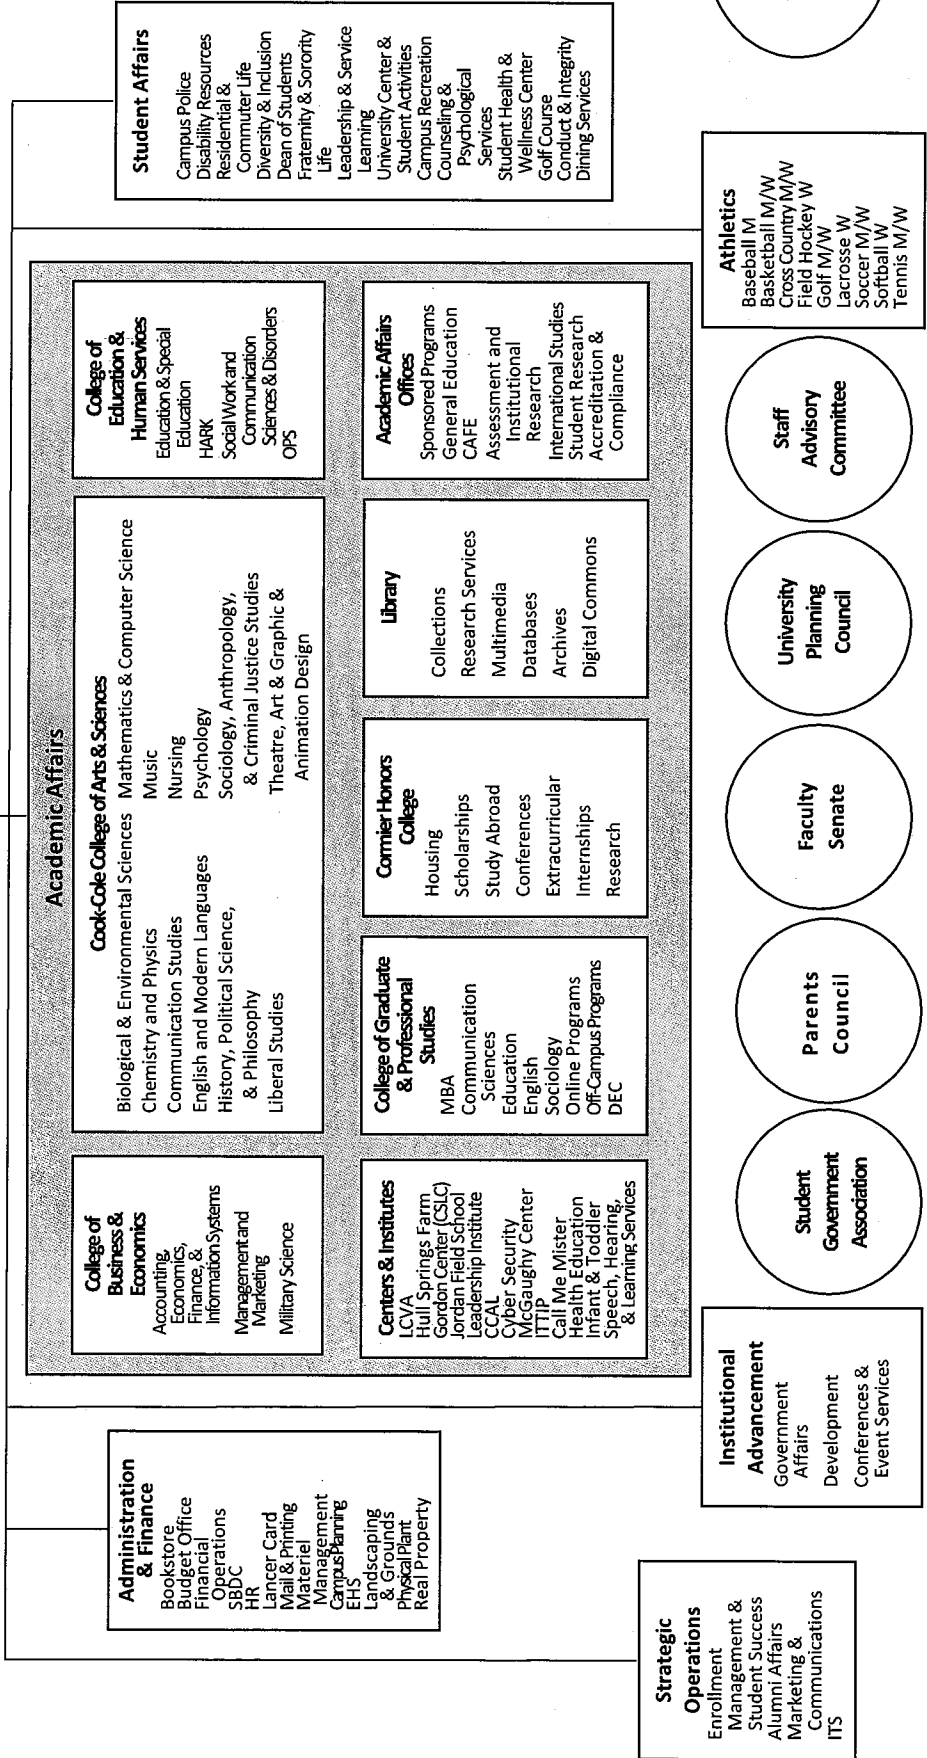 Academic Affairs
College of
Business &
Economics
Accounting,
Economics,
Finance, &
Information Systems
Management and
Marketing
Military Science
Cook-Cole College of Arts & Sciences
Biological & Environmental Sciences
Chemistry and Physics
Communication Studies
English and Modern Languages
History, Political Science,
& Philosophy
Liberal Studies
Mathematics & Computer Science
Music
Nursing
Psychology
Sociology, Anthropology,
& Criminal Justice Studies
Theatre, Art & Graphic &
Animation Design
College of
Education &
Human Services
Education & Special
Education
HARK
Social Work and
Communication
Sciences & Disorders
OPS
Centers & Institutes
LCVA
Hull Springs Farm
Gordon Center (CSLC)
Jordan Field School
Leadership Institute
CCAL
Cyber Security
McGaughy Center
ITTIP
Call Me Mister
Health Education
Infant & Toddler
Speech, Hearing,
& Learning Services
College of Graduate
& Professional
Studies
MBA
Communication
Sciences
Education
English
Sociology
Online Programs
Off-Campus Programs
DEC
Cormier Honors
College
Housing
Scholarships
Study Abroad
Conferences
Extracurricular
Internships
Research
Library
Collections
Research Services
Multimedia
Databases
Archives
Digital Commons
Academic Affairs
Offices
Sponsored Programs
General Education
CAFE
Assessment and
Institutional
Research
International Studies
Student Research
Accreditation &
Compliance
Administration
& Finance
Bookstore
Budget Office
Financial
Operations
SBDC
HR
Lancer Card
Mail & Printing
Materiel
Management
Campus Planning
EHS
Landscaping
& Grounds
Physical Plant
Real Property
Student Affairs
Campus Police
Disability Resources
Residential &
Commuter Life
Diversity & Inclusion
Dean of Students
Fraternity & Sorority
Life
Leadership & Service
Learning
University Center &
Student Activities
Campus Recreation
Counseling &
Psychological
Services
Student Health &
Wellness Center
Golf Course
Conduct & Integrity
Dining Services
Strategic
Operations
Enrollment
Management &
Student Success
Alumni Affairs
Marketing &
Communications
ITS
Institutional
Advancement
Government
Affairs
Development
Conferences &
Event Services
Student
Government
Association
Parents
Council
Faculty
Senate
University
Planning
Council
Staff
Advisory
Committee
Athletics
Baseball M
Basketball M/W
Cross Country M/W
Field Hockey W
Golf M/W
Lacrosse W
Soccer M/W
Softball W
Tennis M/W